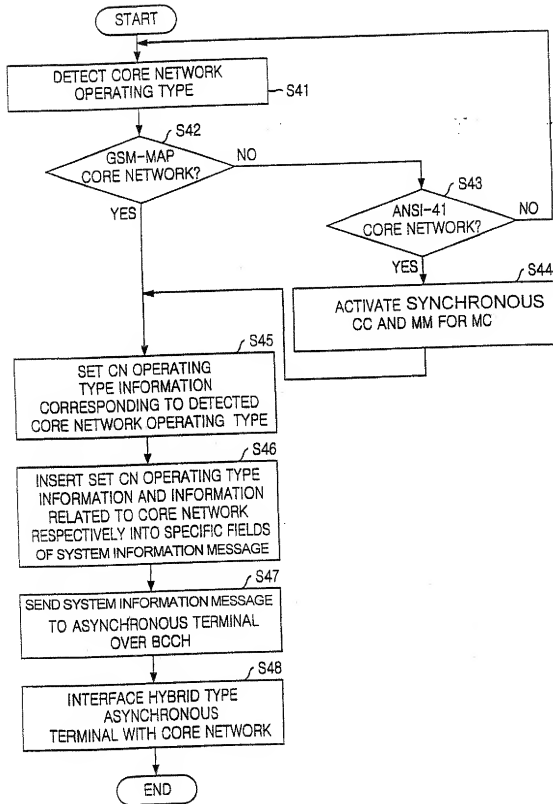 START
DETECT CORE NETWORK
OPERATING TYPE
S41
S42
GSM-MAP
CORE NETWORK?
NO
YES
S43
ANSI-41
CORE NETWORK?
NO
YES
S44
ACTIVATE SYNCHRONOUS
CC AND MM FOR MC
S45
SET CN OPERATING
TYPE INFORMATION
CORRESPONDING TO DETECTED
CORE NETWORK OPERATING TYPE
S46
INSERT SET CN OPERATING TYPE
INFORMATION AND INFORMATION
RELATED TO CORE NETWORK
RESPECTIVELY INTO SPECIFIC FIELDS
OF SYSTEM INFORMATION MESSAGE
S47
SEND SYSTEM INFORMATION MESSAGE
TO ASYNCHRONOUS TERMINAL
OVER BCCH
S48
INTERFACE HYBRID TYPE
ASYNCHRONOUS
TERMINAL WITH CORE NETWORK
END